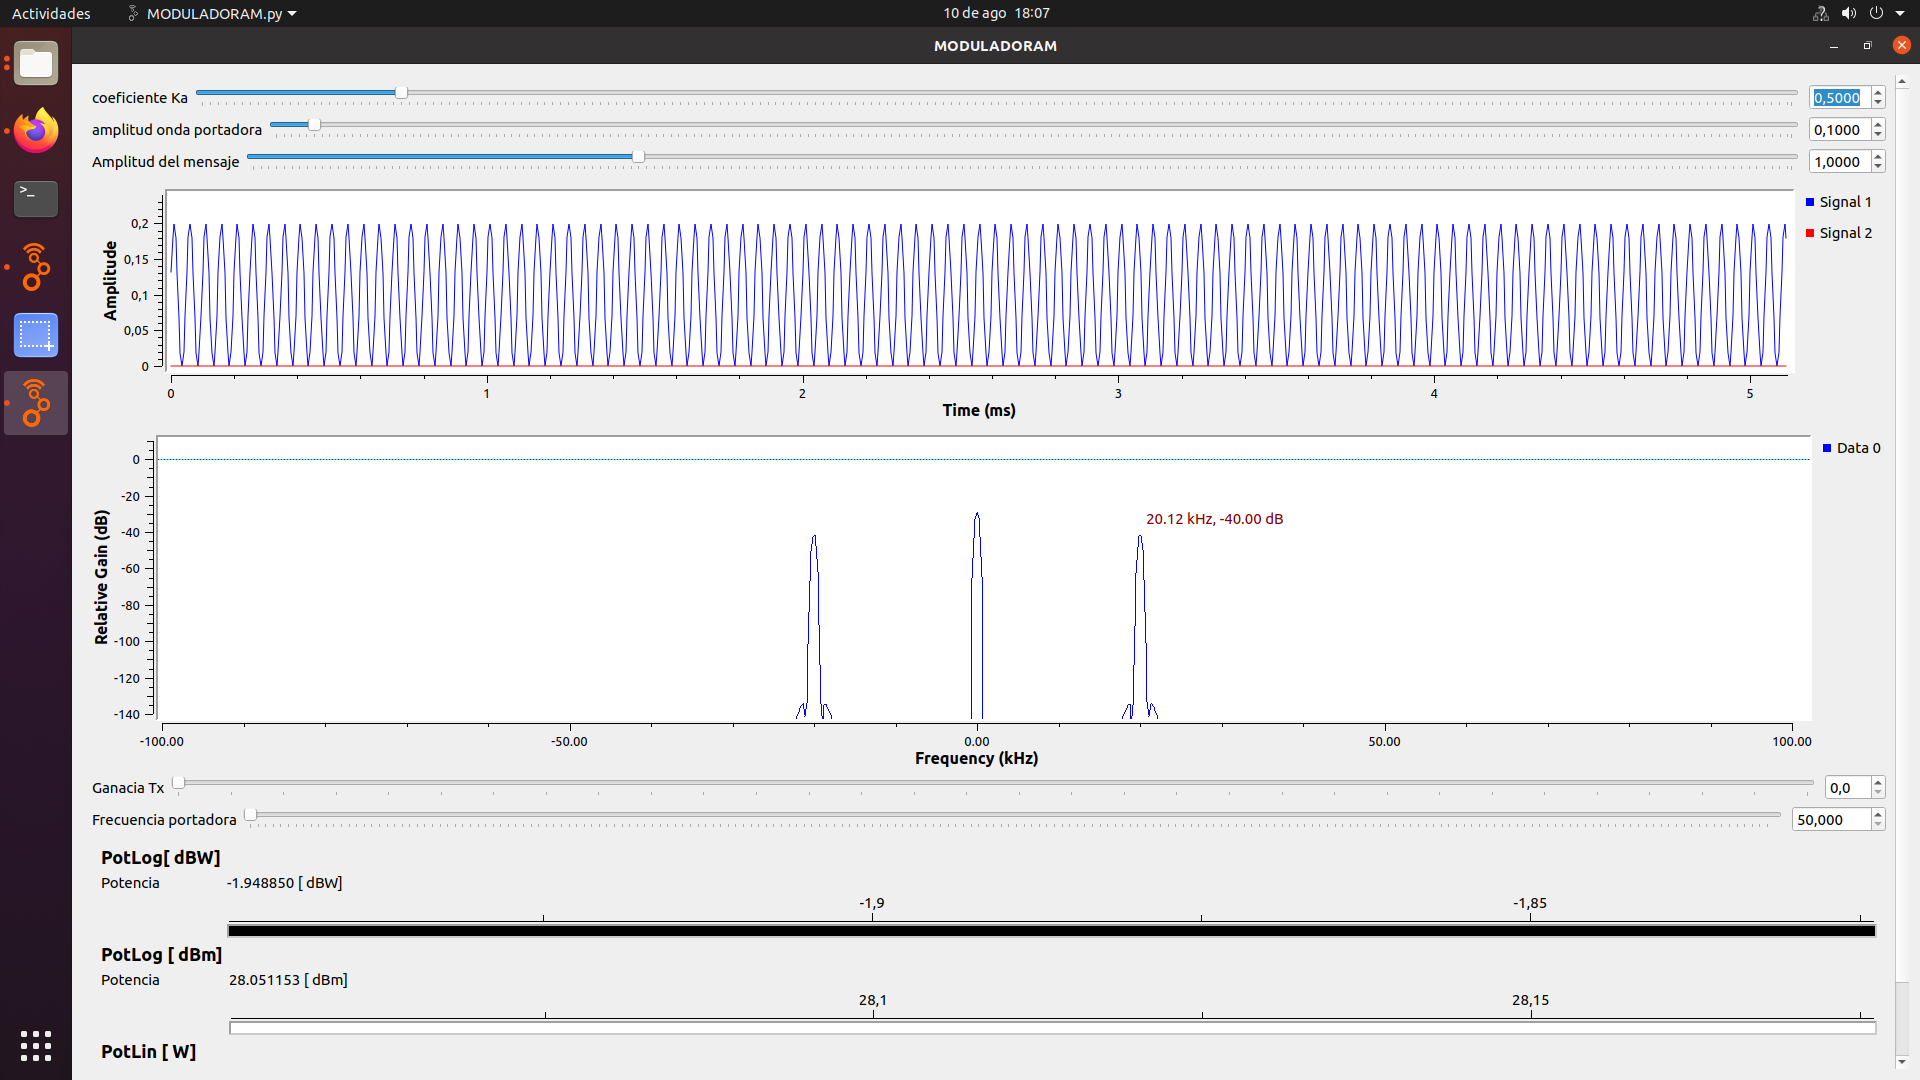 Actividades MODULADORAM.py 10 de ago 18:07
MODULADORAM
coeficiente Ka 0,5000
amplitud onda portadora 0,1000
Amplitud del mensaje 1,0000
Signal 1
Signal 2
Amplitude
0,2
0,15
0,1
0,05
0
0 1 2 3 4 5
Time (ms)
Data 0
Relative Gain (dB)
0
-20
-40
-60
-80
-100
-120
-140
20.12 kHz, -40.00 dB
-100.00 -50.00 0.00 50.00 100.00
Frequency (kHz)
Ganacia Tx 0,0
Frecuencia portadora 50,000
PotLog[ dBW]
Potencia -1.948850 [ dBW]
-1,9 -1,85
PotLog [ dBm]
Potencia 28.051153 [ dBm]
28,1 28,15
PotLin [ W]